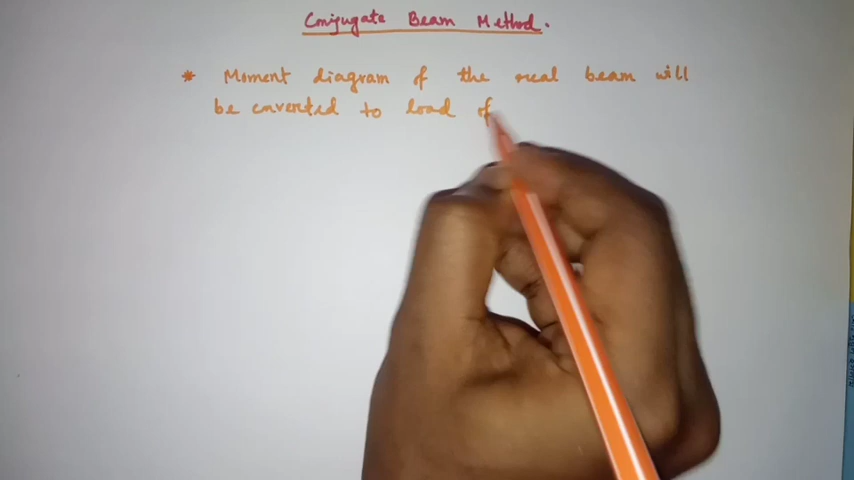 Conjugate Beam Method.
* Moment diagram of the real beam will
be converted to load of